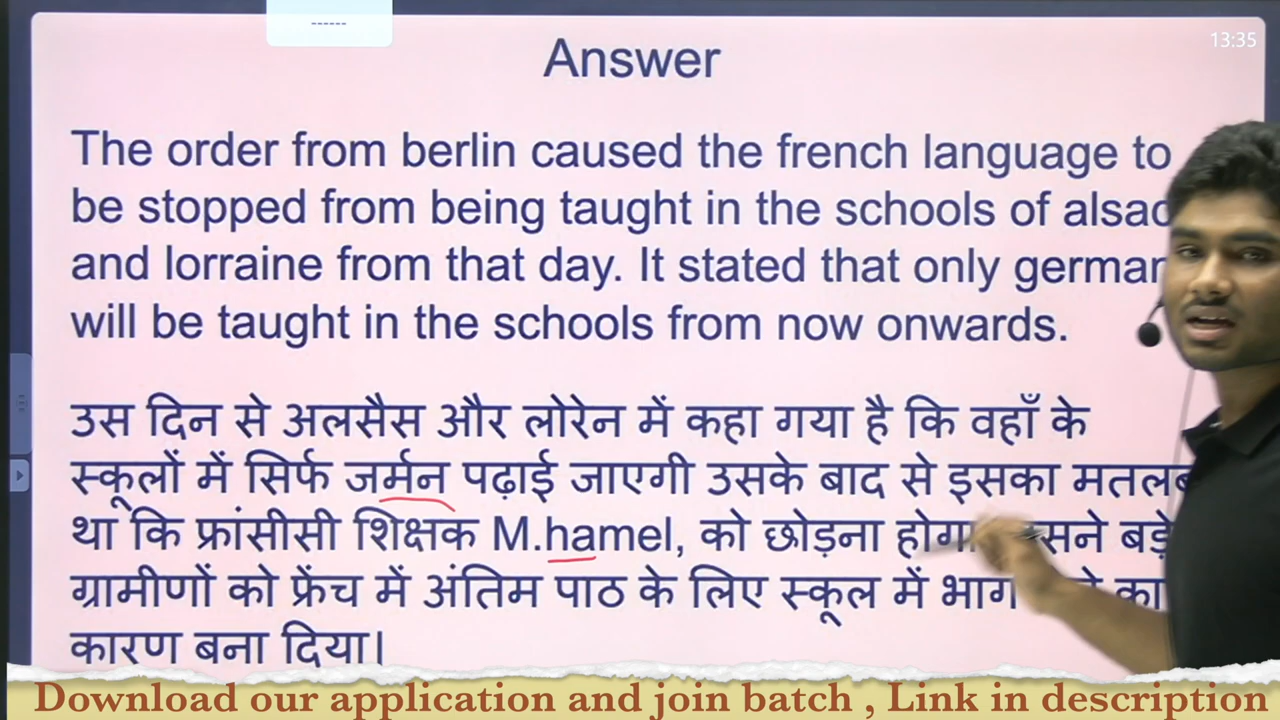 ------
13:35
Answer
The order from berlin caused the french language to
be stopped from being taught in the schools of
and lorraine from that day. It stated that only
will be taught in the schools from now onwards.
उस दिन से अलसैस और लोरेन में कहा गया है कि वहाँ के
स्कूलों में सिर्फ जर्मन पढ़ाई जाएगी उसके बाद से इसका
था कि फ्रांसीसी शिक्षक M.hamel, को छोड़ना बड़े
ग्रामीणों को फ्रेंच में अंतिम पाठ के लिए स्कूल में भाग का
कारण बना दिया।
Download our application and join batch , Link in description